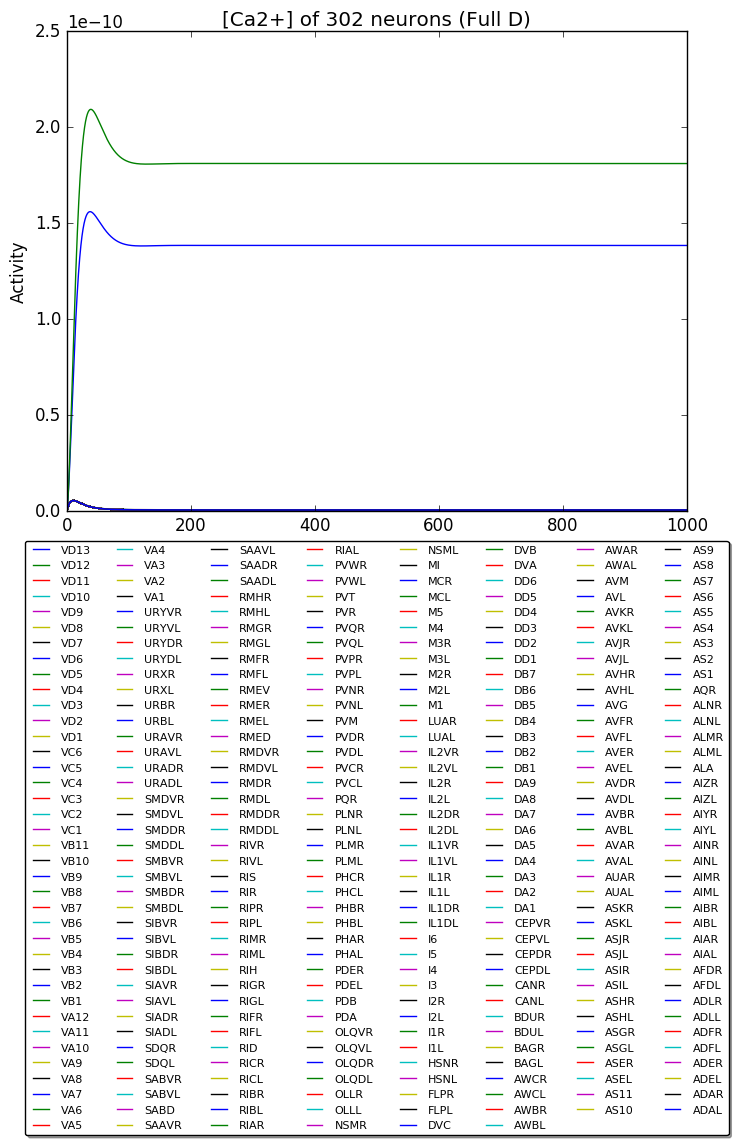 [Ca2+] of 302 neurons (Full D)
1e−10
2.5
2.0
1.5
1.0
0.5
0.0
Activity
0
200
400
600
800
1000
VD13
VD12
VD11
VD10
VD9
VD8
VD7
VD6
VD5
VD4
VD3
VD2
VD1
VC6
VC5
VC4
VC3
VC2
VC1
VB11
VB10
VB9
VB8
VB7
VB6
VB5
VB4
VB3
VB2
VB1
VA12
VA11
VA10
VA9
VA8
VA7
VA6
VA5
VA4
VA3
VA2
VA1
URYVR
URYVL
URYDR
URYDL
URXR
URXL
URBR
URBL
URAVR
URAVL
URADR
URADL
SMDVR
SMDVL
SMDDR
SMDDL
SMBVR
SMBVL
SMBDR
SMBDL
SIBVR
SIBVL
SIBDR
SIBDL
SIAVR
SIAVL
SIADR
SIADL
SDQR
SDQL
SABVR
SABVL
SABD
SAAVR
SAAVL
SAADR
SAADL
RMHR
RMHL
RMGR
RMGL
RMFR
RMFL
RMEV
RMER
RMEL
RMED
RMDVR
RMDVL
RMDR
RMDL
RMDDR
RMDDL
RIVR
RIVL
RIS
RIR
RIPR
RIPL
RIMR
RIML
RIH
RIGR
RIGL
RIFR
RIFL
RID
RICR
RICL
RIBR
RIBL
RIAR
RIAL
PVWR
PVWL
PVT
PVR
PVQR
PVQL
PVPR
PVPL
PVNR
PVNL
PVM
PVDR
PVDL
PVCR
PVCL
PQR
PLNR
PLNL
PLMR
PLML
PHCR
PHCL
PHBR
PHBL
PHAR
PHAL
PDER
PDEL
PDB
PDA
OLQVR
OLQVL
OLQDR
OLQDL
OLLR
OLLL
NSMR
NSML
MI
MCR
MCL
M5
M4
M3R
M3L
M2R
M2L
M1
LUAR
LUAL
IL2VR
IL2VL
IL2R
IL2L
IL2DR
IL2DL
IL1VR
IL1VL
IL1R
IL1L
IL1DR
IL1DL
I6
I5
I4
I3
I2R
I2L
I1R
I1L
HSNR
HSNL
FLPR
FLPL
DVC
DVB
DVA
DD6
DD5
DD4
DD3
DD2
DD1
DB7
DB6
DB5
DB4
DB3
DB2
DB1
DA9
DA8
DA7
DA6
DA5
DA4
DA3
DA2
DA1
CEPVR
CEPVL
CEPDR
CEPDL
CANR
CANL
BDUR
BDUL
BAGR
BAGL
AWCR
AWCL
AWBR
AWBL
AWAR
AWAL
AVM
AVL
AVKR
AVKL
AVJR
AVJL
AVHR
AVHL
AVG
AVFR
AVFL
AVER
AVEL
AVDR
AVDL
AVBR
AVBL
AVAR
AVAL
AUAR
AUAL
ASKR
ASKL
ASJR
ASJL
ASIR
ASIL
ASHR
ASHL
ASGR
ASGL
ASER
ASEL
AS11
AS10
AS9
AS8
AS7
AS6
AS5
AS4
AS3
AS2
AS1
AQR
ALNR
ALNL
ALMR
ALML
ALA
AIZR
AIZL
AIYR
AIYL
AINR
AINL
AIMR
AIML
AIBR
AIBL
AIAR
AIAL
AFDR
AFDL
ADLR
ADLL
ADFR
ADFL
ADER
ADEL
ADAR
ADAL